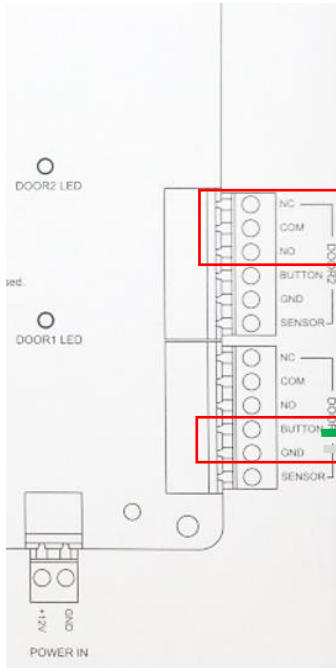 DOOR2 LED
sed.
DOOR1 LED
NC
COM
NO
BUTTON
GND
SENSOR
DOOR2
NC
COM
NO
BUTTON
GND
SENSOR
+12V
GND
POWER IN